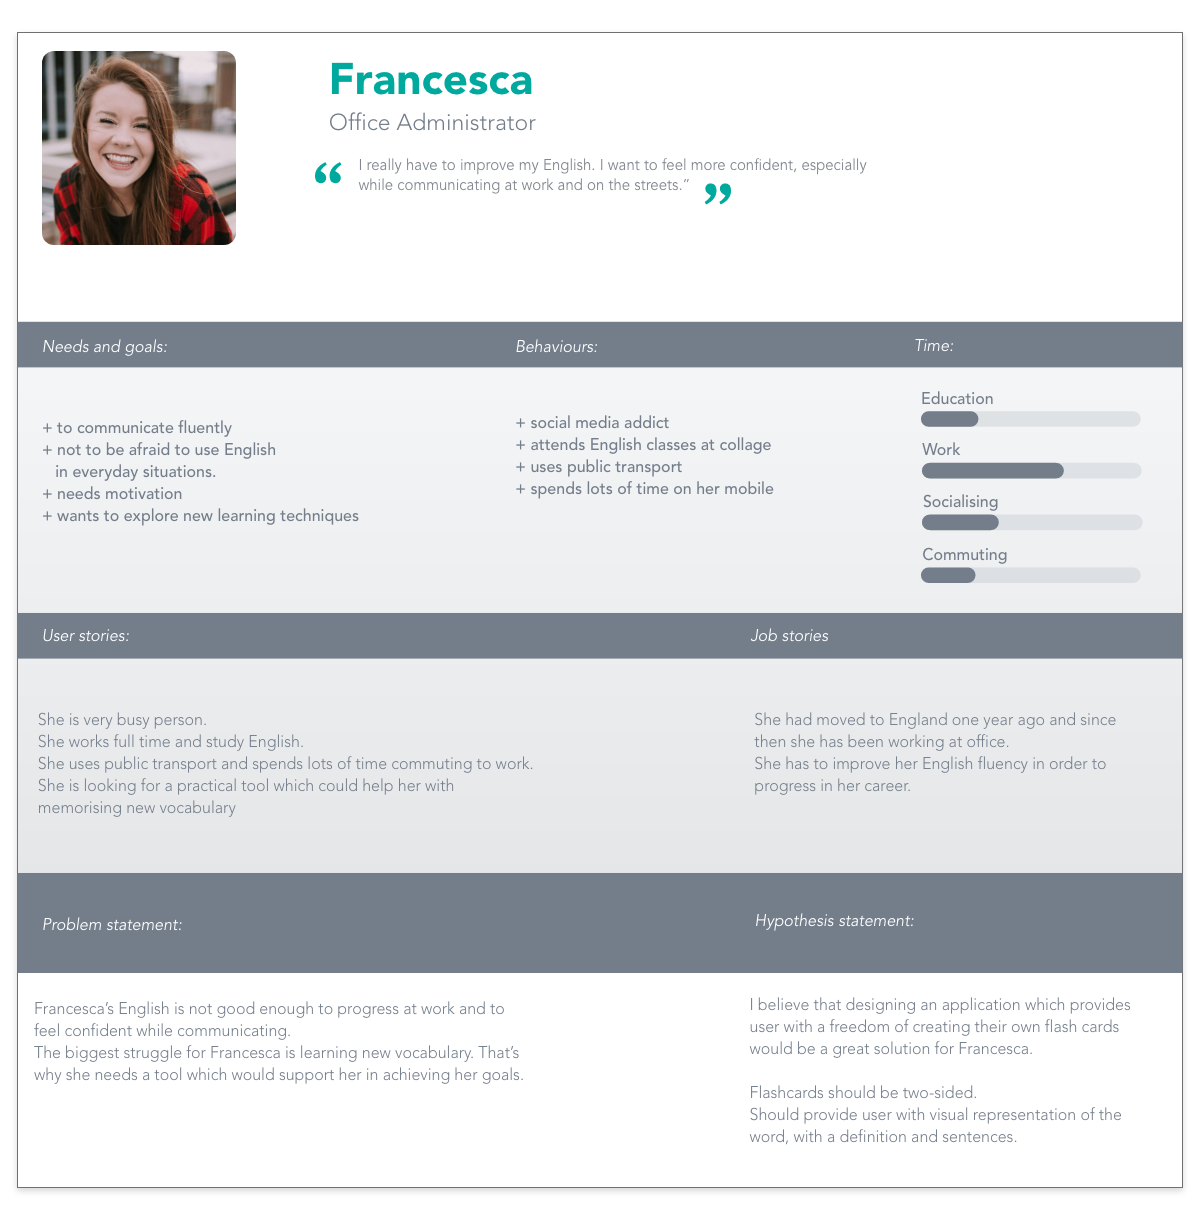 Francesca
Office Administrator
“ I really have to improve my English. I want to feel more confident, especially
while communicating at work and on the streets.” ”
Needs and goals:
+ to communicate fluently
+ not to be afraid to use English
in everyday situations.
+ needs motivation
+ wants to explore new learning techniques
Behaviours:
+ social media addict
+ attends English classes at collage
+ uses public transport
+ spends lots of time on her mobile
Time:
Education
Work
Socialising
Commuting
User stories:
She is very busy person.
She works full time and study English.
She uses public transport and spends lots of time commuting to work.
She is looking for a practical tool which could help her with
memorising new vocabulary
Job stories
She had moved to England one year ago and since
then she has been working at office.
She has to improve her English fluency in order to
progress in her career.
Problem statement:
Francesca’s English is not good enough to progress at work and to
feel confident while communicating.
The biggest struggle for Francesca is learning new vocabulary. That’s
why she needs a tool which would support her in achieving her goals.
Hypothesis statement:
I believe that designing an application which provides
user with a freedom of creating their own flash cards
would be a great solution for Francesca.
Flashcards should be two-sided.
Should provide user with visual representation of the
word, with a definition and sentences.